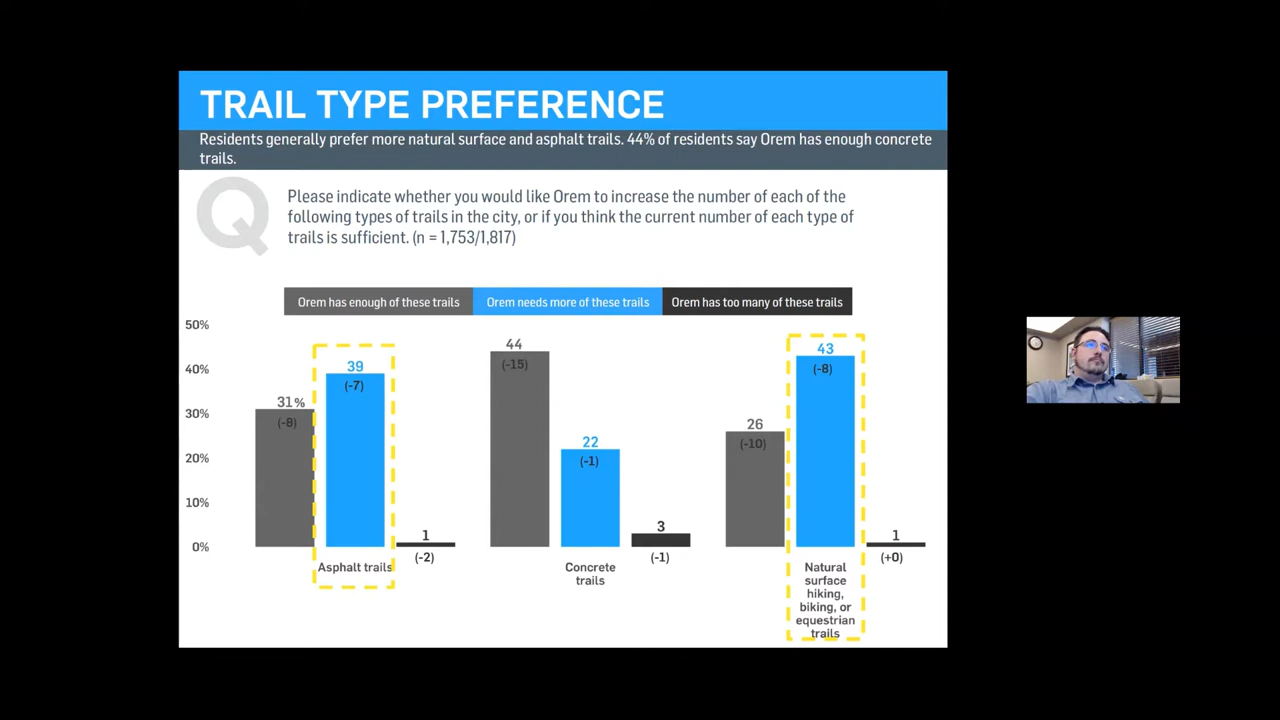 TRAIL TYPE PREFERENCE
Residents generally prefer more natural surface and asphalt trails. 44% of residents say Orem has enough concrete
trails.
Q
Please indicate whether you would like Orem to increase the number of each of the
following types of trails in the city, or if you think the current number of each type of
trails is sufficient. (n = 1,753/1,817)
Orem has enough of these trails
Orem needs more of these trails
Orem has too many of these trails
50%
40%
30%
20%
10%
0%
31%
(-8)
39
(-7)
1
(-2)
Asphalt trails
44
(-15)
22
(-1)
3
(-1)
Concrete
trails
26
(-10)
43
(-8)
1
(+0)
Natural
surface
hiking,
biking, or
equestrian
trails